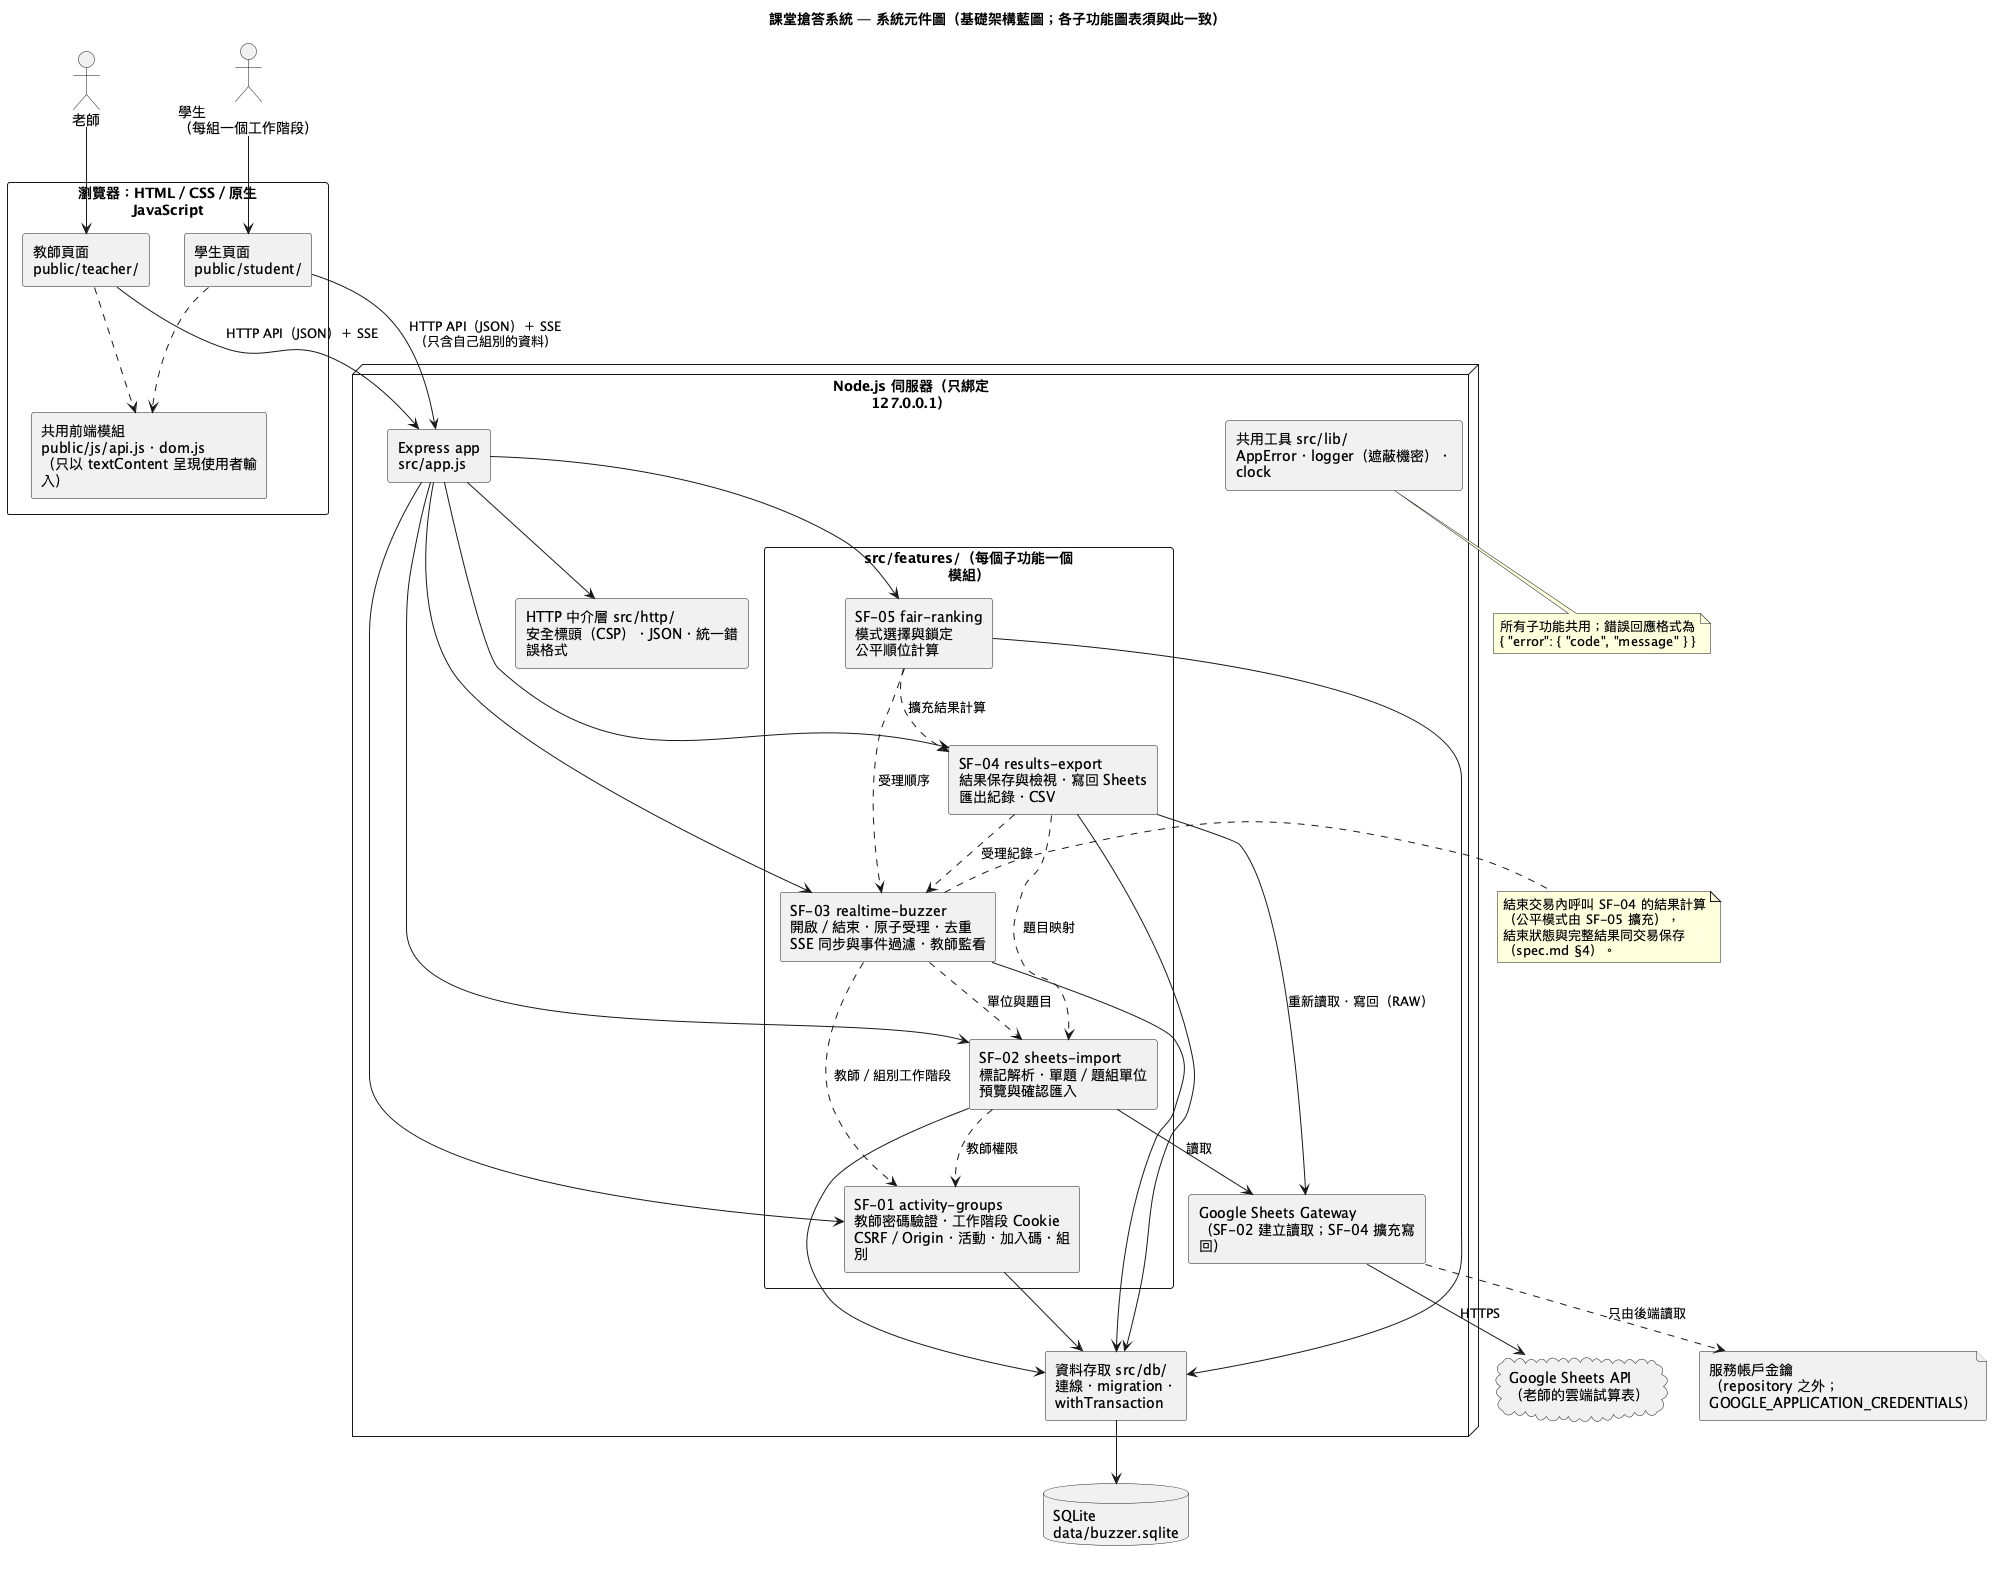 課堂搶答系統 — 系統元件圖（基礎架構藍圖；各子功能圖表須與此一致）
老師
學生
（每組一個工作階段）
瀏覽器：HTML / CSS / 原生
JavaScript
教師頁面
public/teacher/
學生頁面
public/student/
HTTP API（JSON）＋ SSE
HTTP API（JSON）＋ SSE
（只含自己組別的資料）
共用前端模組
public/js/api.js · dom.js
（只以 textContent 呈現使用者輸
入）
Node.js 伺服器（只綁定
127.0.0.1）
Express app
src/app.js
共用工具 src/lib/
AppError · logger（遮蔽機密） ·
clock
src/features/（每個子功能一個
模組）
HTTP 中介層 src/http/
安全標頭（CSP） · JSON · 統一錯
誤格式
SF-05 fair-ranking
模式選擇與鎖定
公平順位計算
所有子功能共用；錯誤回應格式為
{ "error": { "code", "message" } }
擴充結果計算
受理順序
SF-04 results-export
結果保存與檢視 · 寫回 Sheets
匯出紀錄 · CSV
受理紀錄
題目映射
SF-03 realtime-buzzer
開啟 / 結束 · 原子受理 · 去重
SSE 同步與事件過濾 · 教師監看
結束交易內呼叫 SF-04 的結果計算
（公平模式由 SF-05 擴充），
結束狀態與完整結果同交易保存
（spec.md §4）。
單位與題目
重新讀取 · 寫回（RAW）
SF-02 sheets-import
標記解析 · 單題 / 題組單位
預覽與確認匯入
教師 / 組別工作階段
教師權限
讀取
SF-01 activity-groups
教師密碼驗證 · 工作階段 Cookie
CSRF / Origin · 活動 · 加入碼 · 組
別
Google Sheets Gateway
（SF-02 建立讀取；SF-04 擴充寫
回）
HTTPS
只由後端讀取
資料存取 src/db/
連線 · migration ·
withTransaction
Google Sheets API
（老師的雲端試算表）
服務帳戶金鑰
（repository 之外；
GOOGLE_APPLICATION_CREDENTIALS）
SQLite
data/buzzer.sqlite